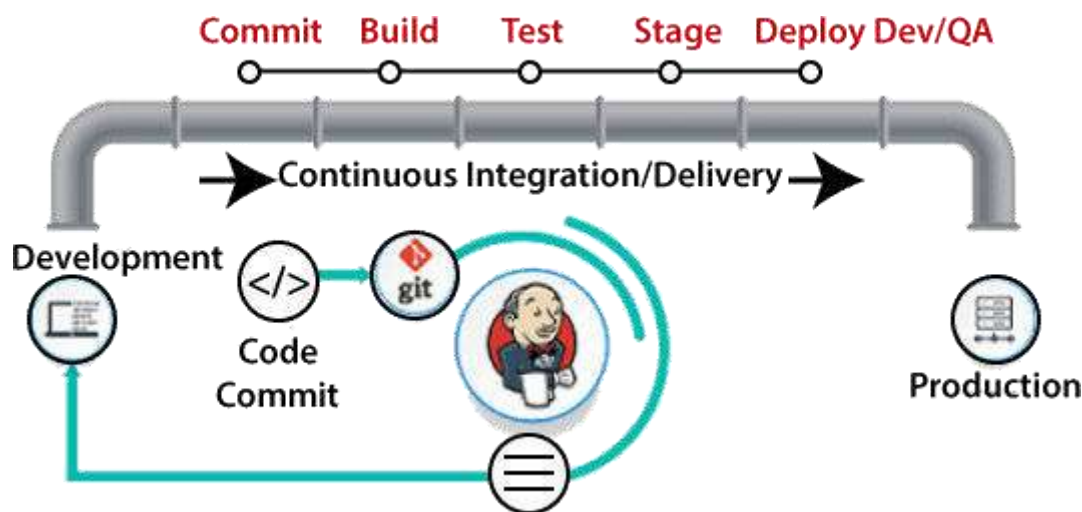 Commit Build Test Stage Deploy Dev/QA
Continuous Integration/Delivery
Development
</>
git
Code
Commit
Production